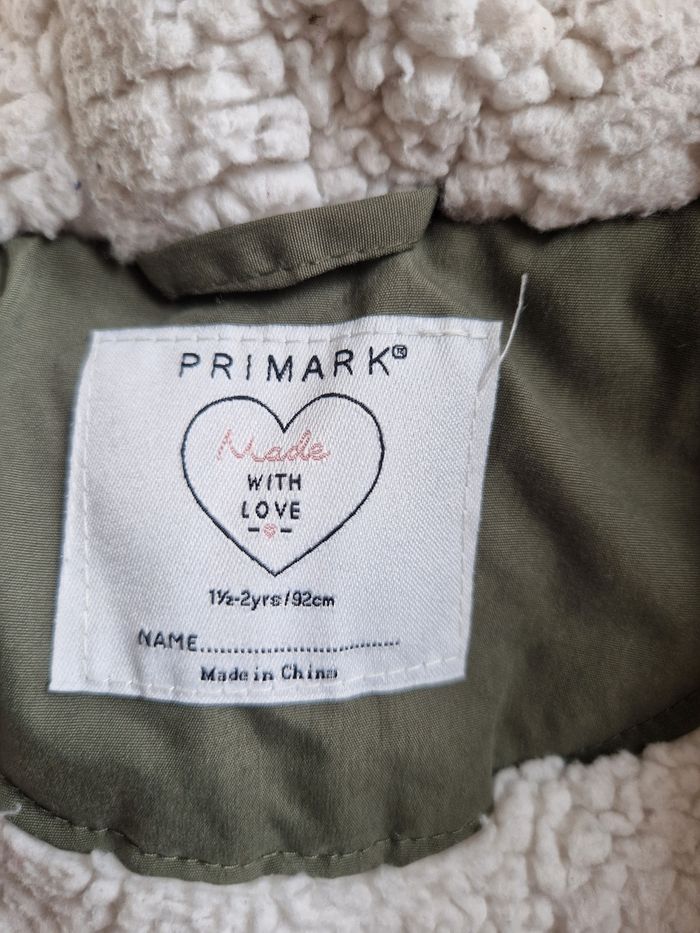 PRIMARK®
Made
WITH
LOVE
1½-2yrs/92cm
NAME..................................
Made in China